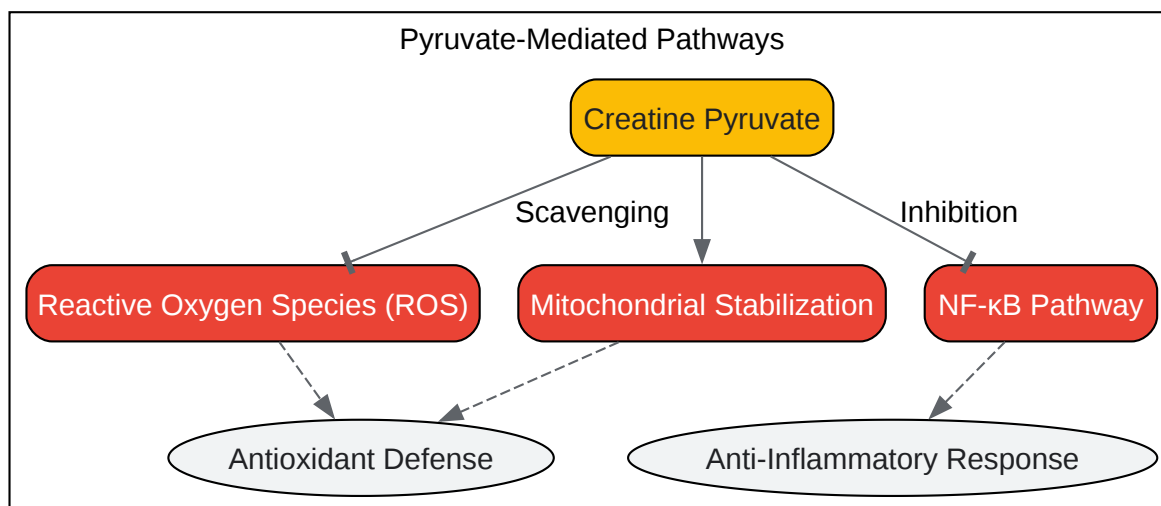 Pyruvate-Mediated Pathways
Creatine Pyruvate
Scavenging
Inhibition
Reactive Oxygen Species (ROS)
Mitochondrial Stabilization
NF-κB Pathway
Antioxidant Defense
Anti-Inflammatory Response